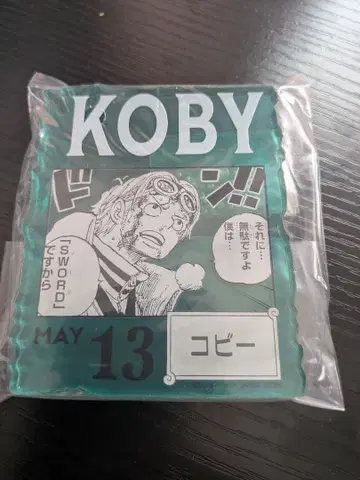 KOBY
ドン!!
それに…
無駄ですよ
僕は…
「SWORD」
ですから
MAY 13
コビー